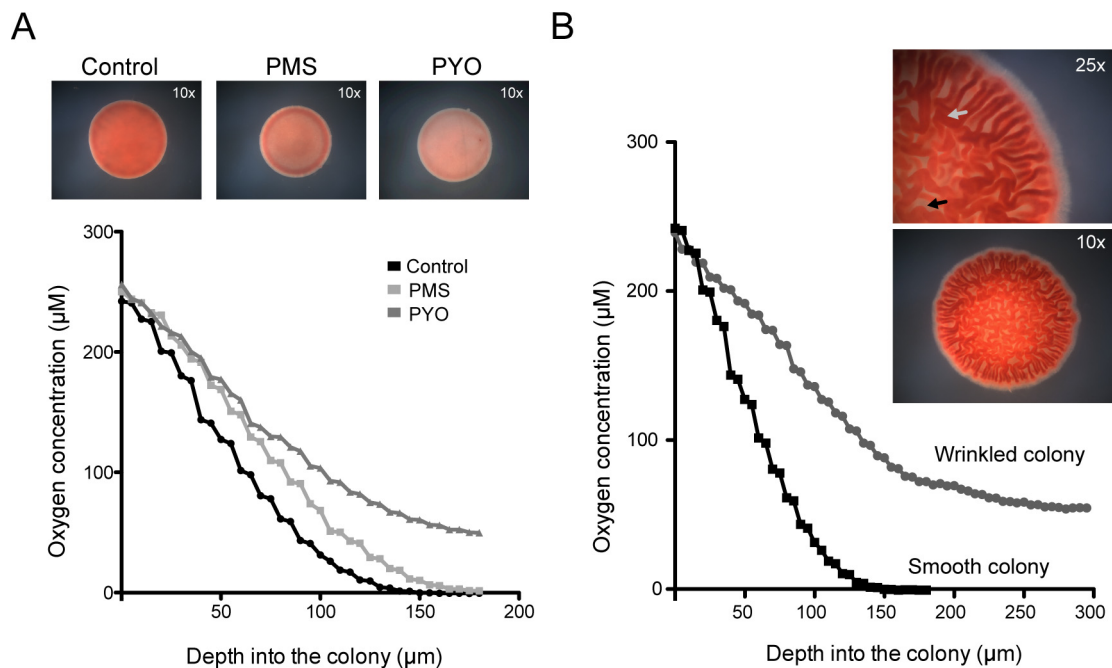 A
B
Control PMS PYO
10x 10x 10x
25x
10x
300
200
100
0
50 100 150 200
Oxygen concentration (µM)
Depth into the colony (µm)
Control
PMS
PYO
300
200
100
0
50 100 150 200 250 300
Oxygen concentration (µM)
Depth into the colony (µm)
Wrinkled colony
Smooth colony